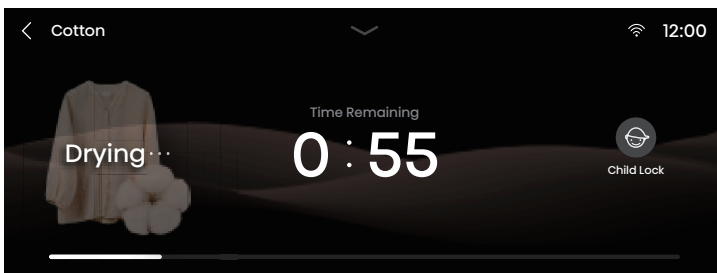 Cotton
12:00
Time Remaining
Drying...
0 : 55
Child Lock